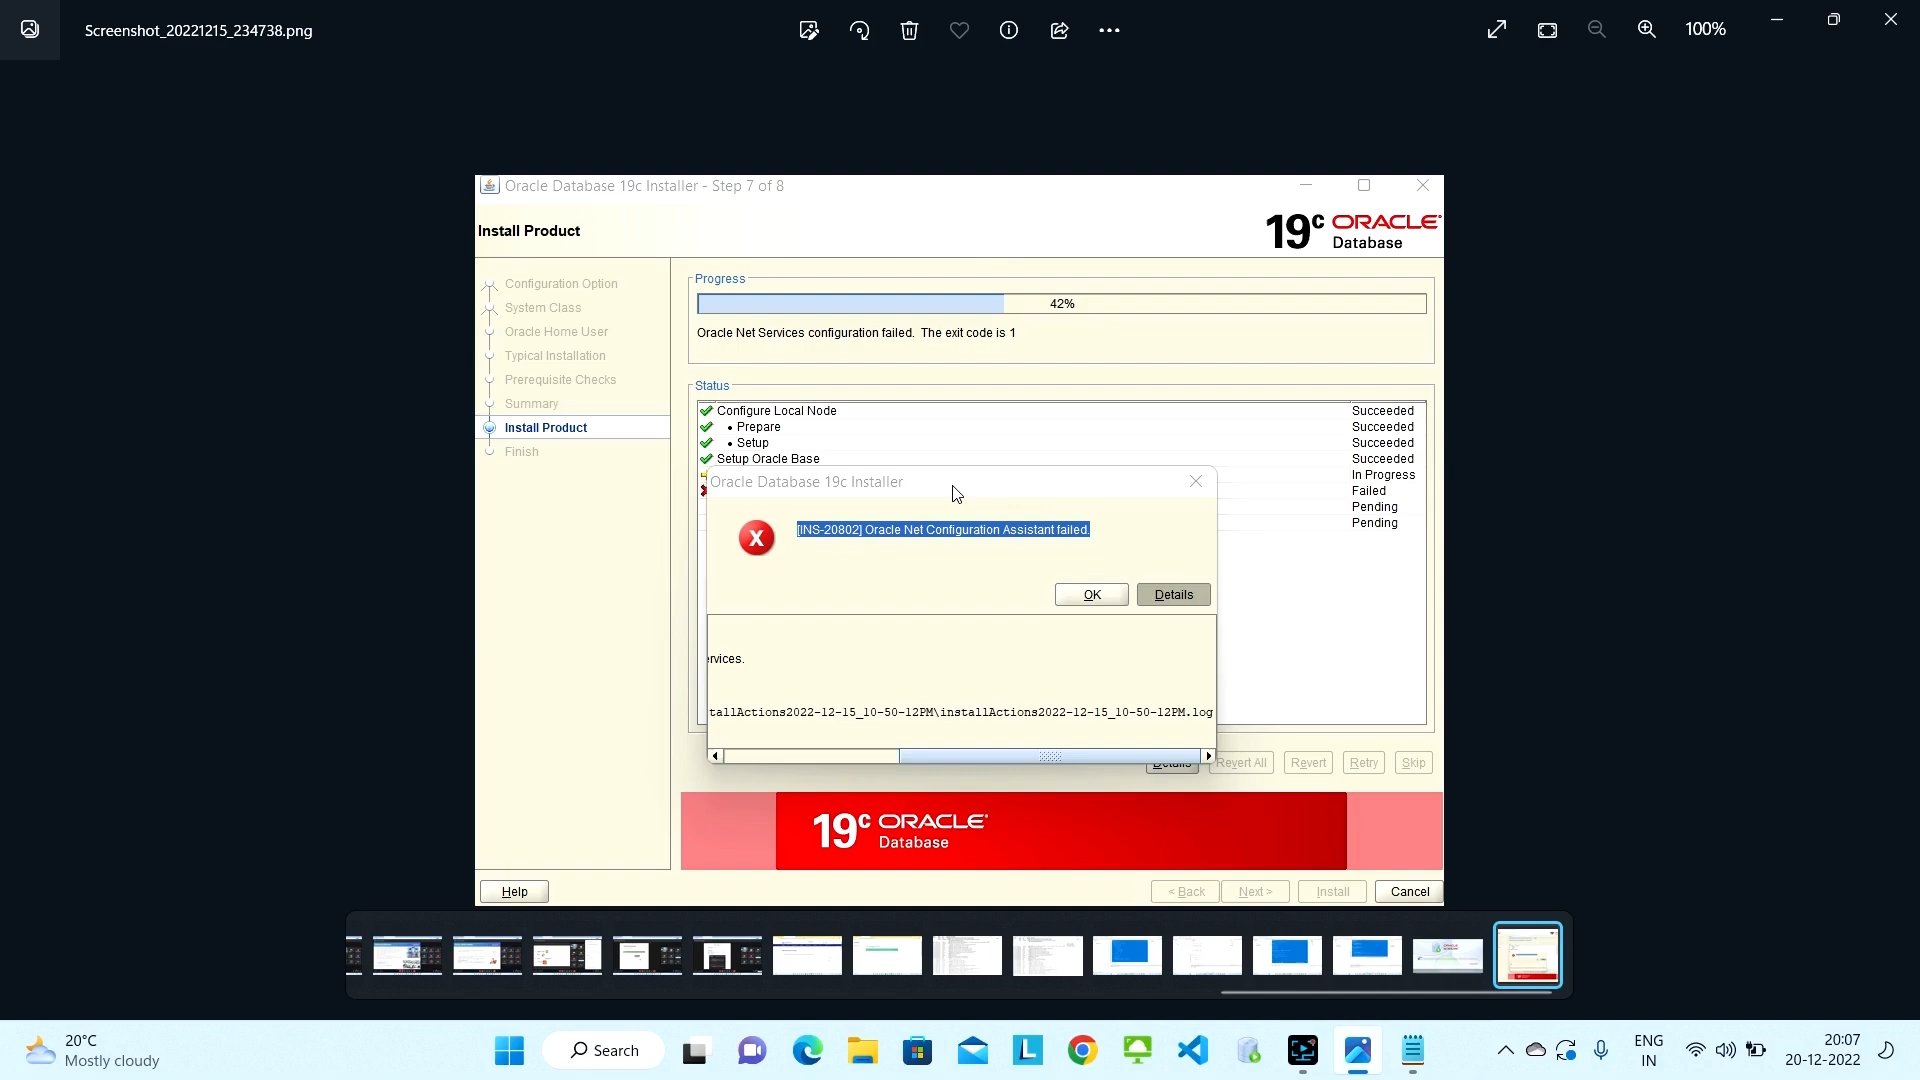 Screenshot_20221215_234738.png
100%
Oracle Database 19c Installer - Step 7 of 8
Install Product
19c ORACLE
Database
Configuration Option
System Class
Oracle Home User
Typical Installation
Prerequisite Checks
Summary
Install Product
Finish
Progress
42%
Oracle Net Services configuration failed. The exit code is 1
Status
Configure Local Node Succeeded
• Prepare Succeeded
• Setup Succeeded
Setup Oracle Base Succeeded
In Progress
Failed
Pending
Pending
Oracle Database 19c Installer
[INS-20802] Oracle Net Configuration Assistant failed.
OK Details
ervices.
tallActions2022-12-15_10-50-12PM\installActions2022-12-15_10-50-12PM.log
Details Revert All Revert Retry Skip
19c ORACLE
Database
Help < Back Next > Install Cancel
20°C
Mostly cloudy
Search
ENG
IN
20:07
20-12-2022